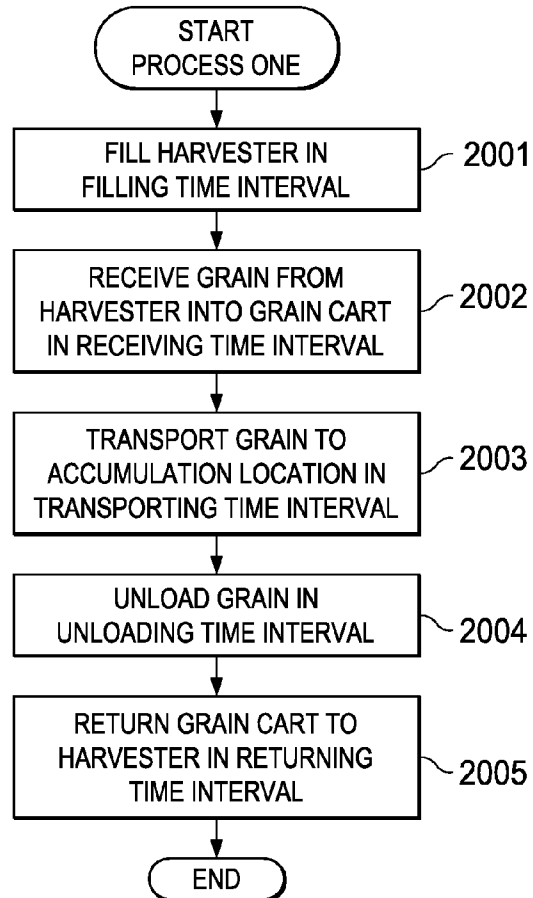 START
PROCESS ONE
FILL HARVESTER IN
FILLING TIME INTERVAL
2001
RECEIVE GRAIN FROM
HARVESTER INTO GRAIN CART
IN RECEIVING TIME INTERVAL
2002
TRANSPORT GRAIN TO
ACCUMULATION LOCATION IN
TRANSPORTING TIME INTERVAL
2003
UNLOAD GRAIN IN
UNLOADING TIME INTERVAL
2004
RETURN GRAIN CART TO
HARVESTER IN RETURNING
TIME INTERVAL
2005
END